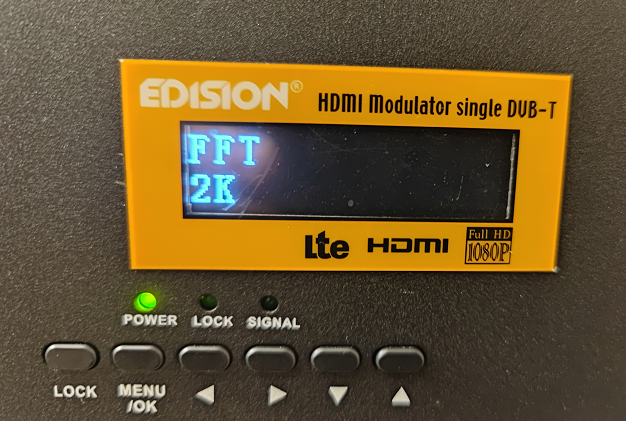 EDISION® HDMI Modulator single DVB-T
FFT
2K
Lte HDMI Full HD 1080P
POWER LOCK SIGNAL
LOCK MENU /OK